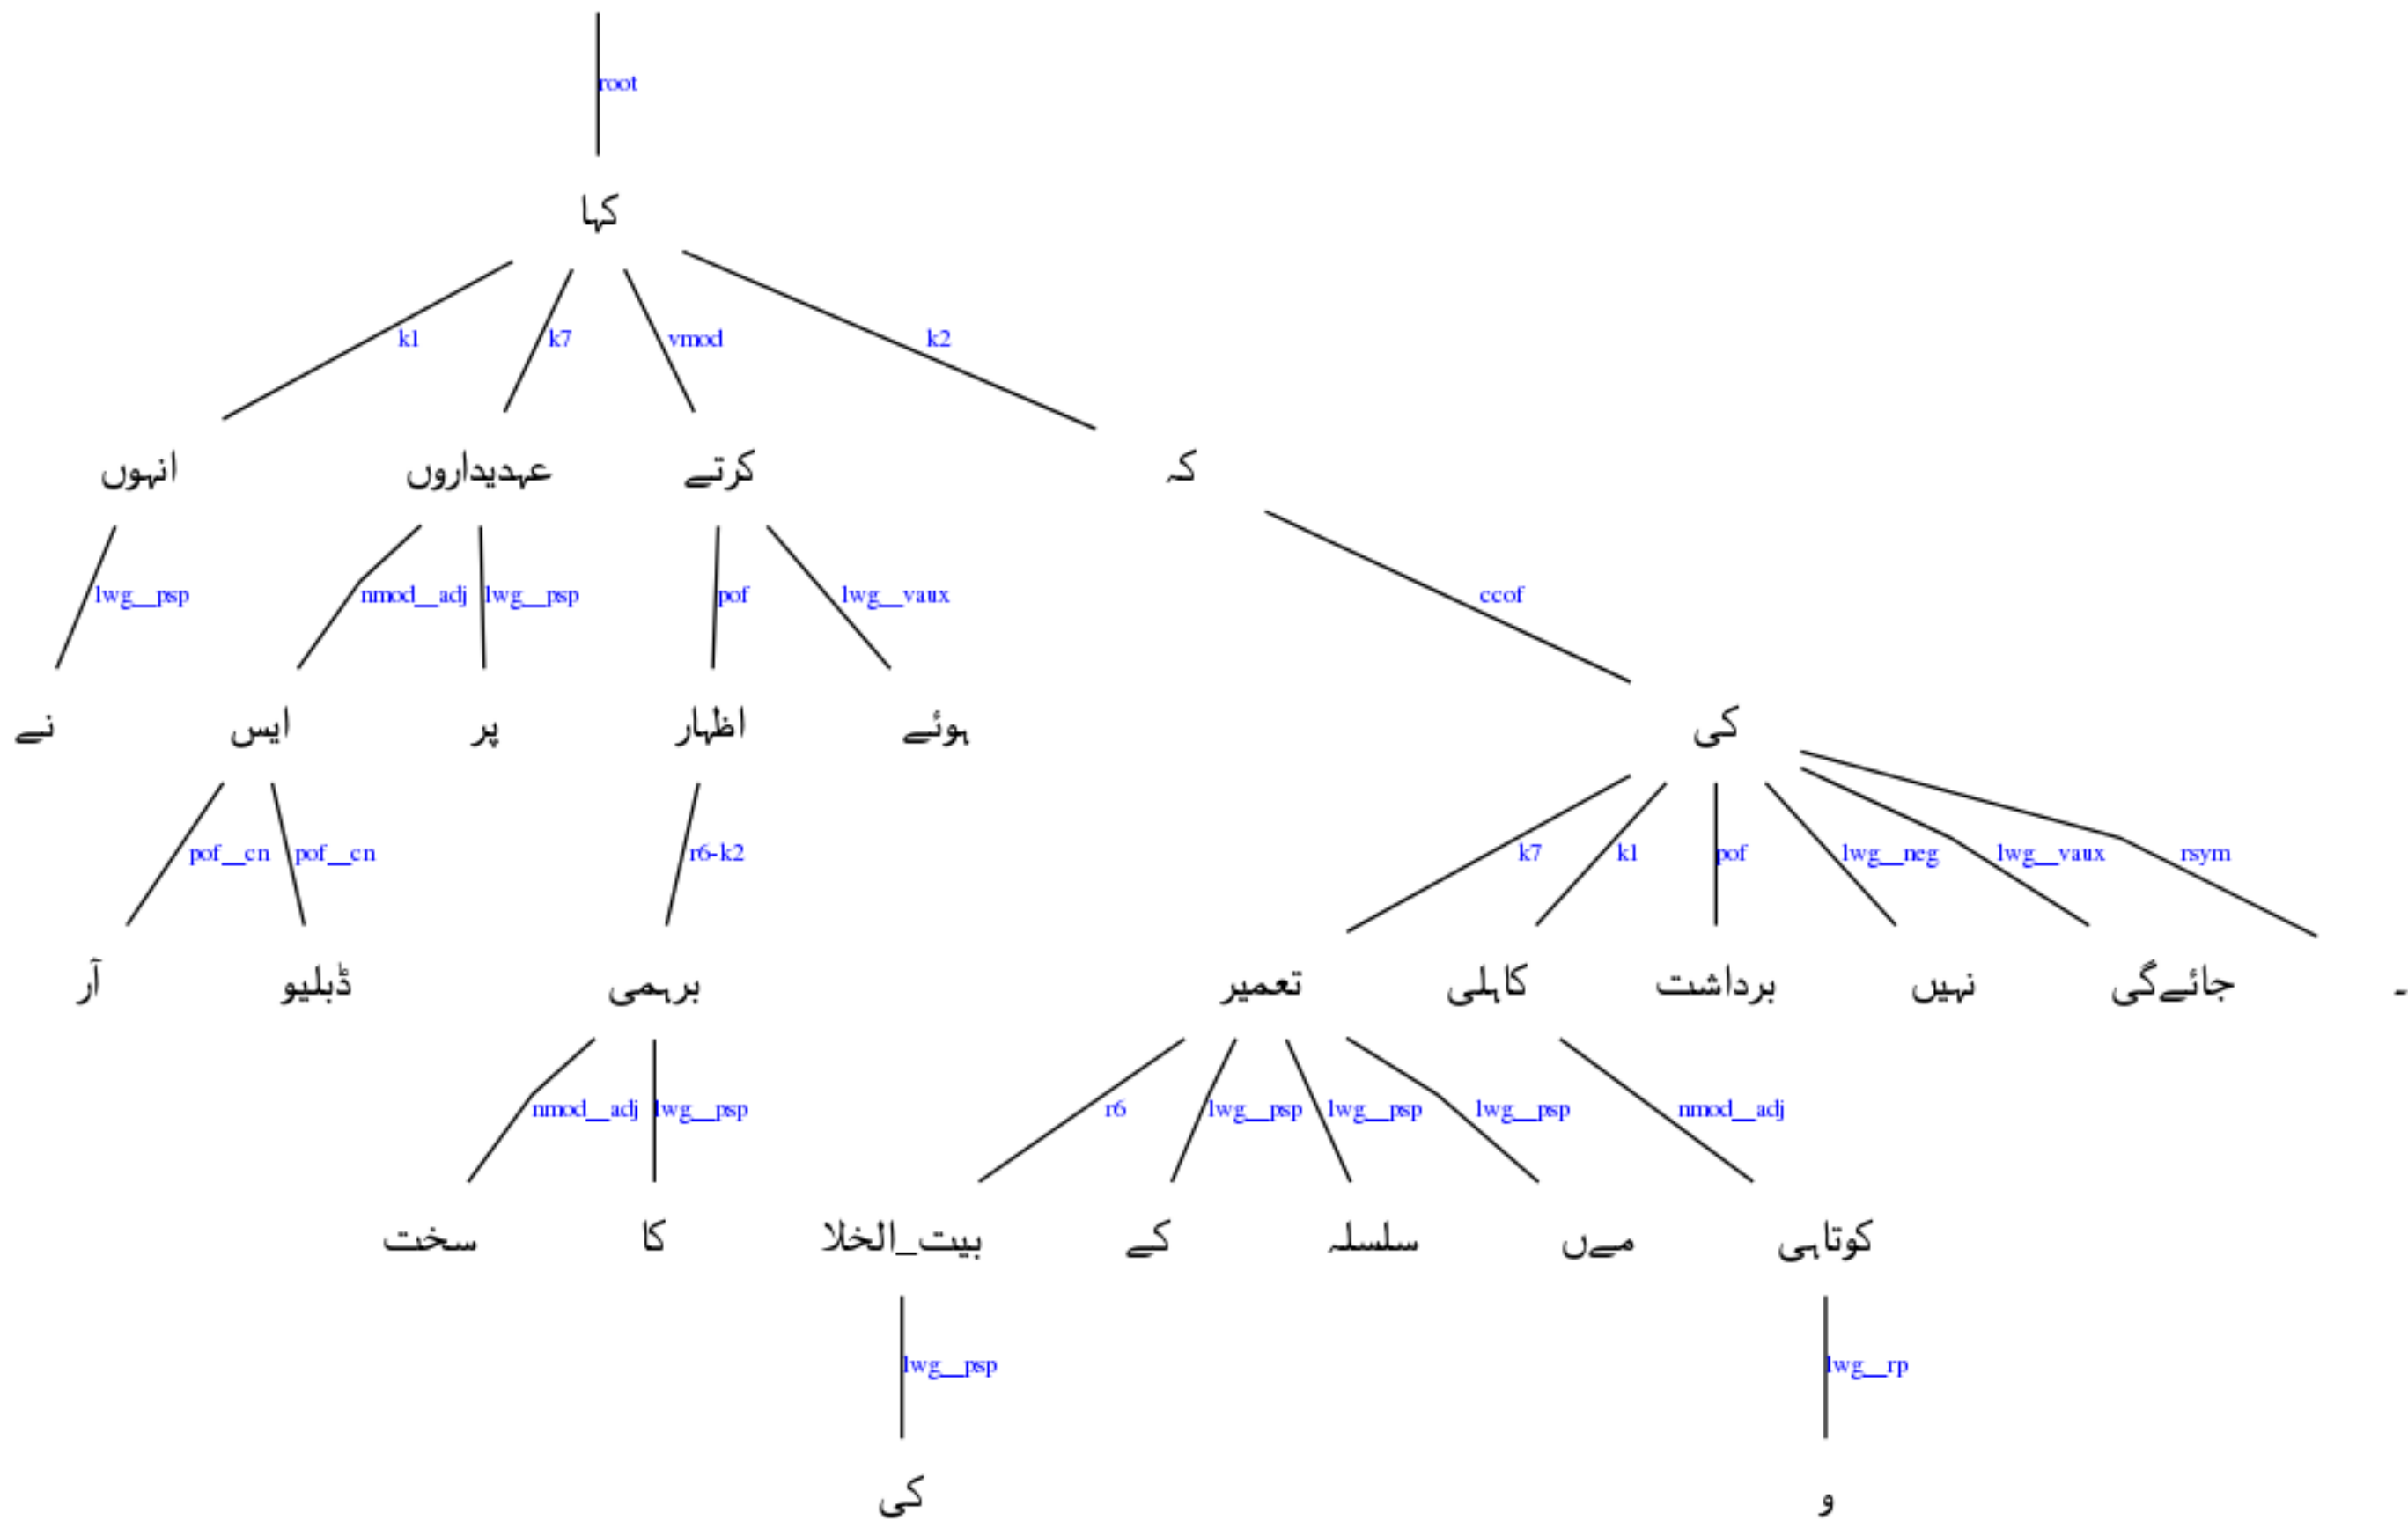 root
کہا
k1 k7 vmod k2
انہوں عہدیداروں کرتے کہ
lwg__psp nmod__adj lwg__psp pof lwg__vaux ccof
نے ایس پر اظہار ہوئے کی
pof__cn pof__cn r6-k2 k7 k1 pof lwg__neg lwg__vaux rsym
آر ڈبلیو برہمی تعمیر کاہلی برداشت نہیں جائےگی ۔
nmod__adj lwg__psp r6 lwg__psp lwg__psp lwg__psp nmod__adj
سخت کا بیت_الخلا کے سلسلہ مےں کوتاہی
lwg__psp lwg__rp
کی و